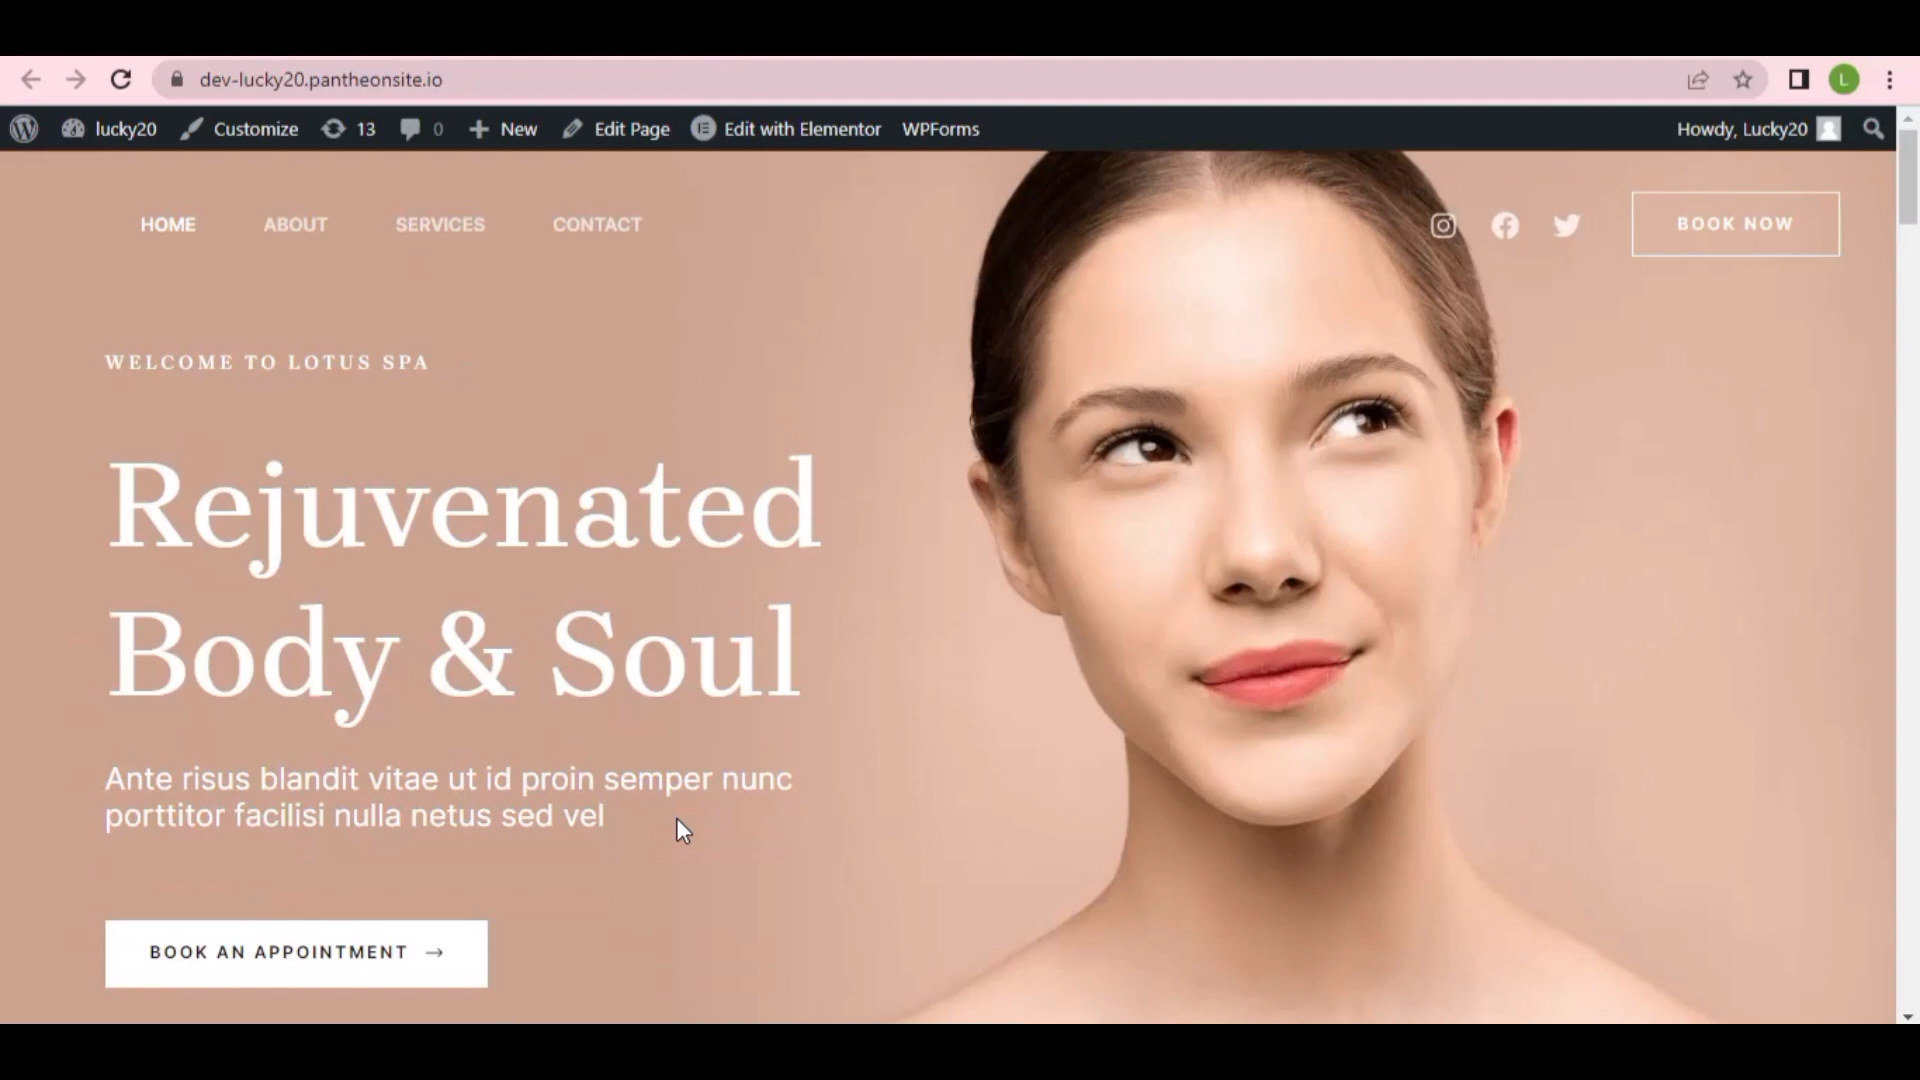 dev-lucky20.pantheonsite.io
L
lucky20 Customize 13 0 New Edit Page Edit with Elementor WPForms Howdy, Lucky20
HOME ABOUT SERVICES CONTACT BOOK NOW
WELCOME TO LOTUS SPA
Rejuvenated
Body & Soul
Ante risus blandit vitae ut id proin semper nunc
porttitor facilisi nulla netus sed vel
BOOK AN APPOINTMENT →